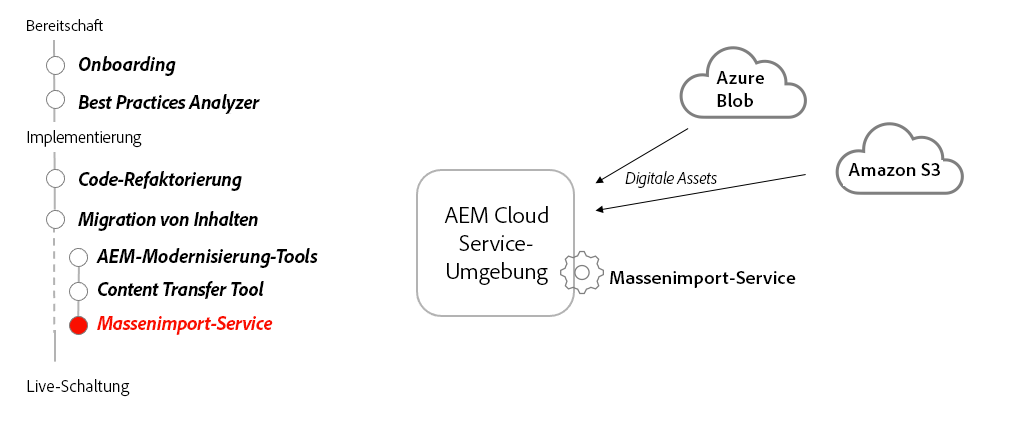 Bereitschaft
Onboarding
Best Practices Analyzer
Implementierung
Code-Refaktorierung
Migration von Inhalten
AEM-Modernisierung-Tools
Content Transfer Tool
Massenimport-Service
Live-Schaltung
Azure
Blob
Amazon S3
Digitale Assets
AEM Cloud
Service-
Umgebung
Massenimport-Service